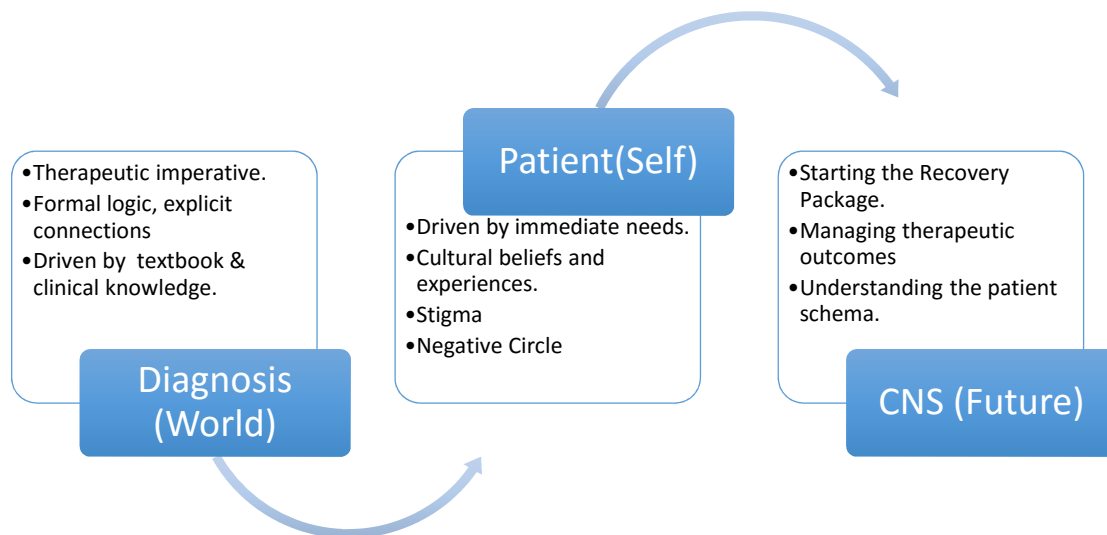 •Therapeutic imperative.
•Formal logic, explicit
connections
•Driven by textbook &
clinical knowledge.
Diagnosis
(World)
Patient(Self)
•Driven by immediate needs.
•Cultural beliefs and
experiences.
•Stigma
•Negative Circle
•Starting the Recovery
Package.
•Managing therapeutic
outcomes
•Understanding the patient
schema.
CNS (Future)